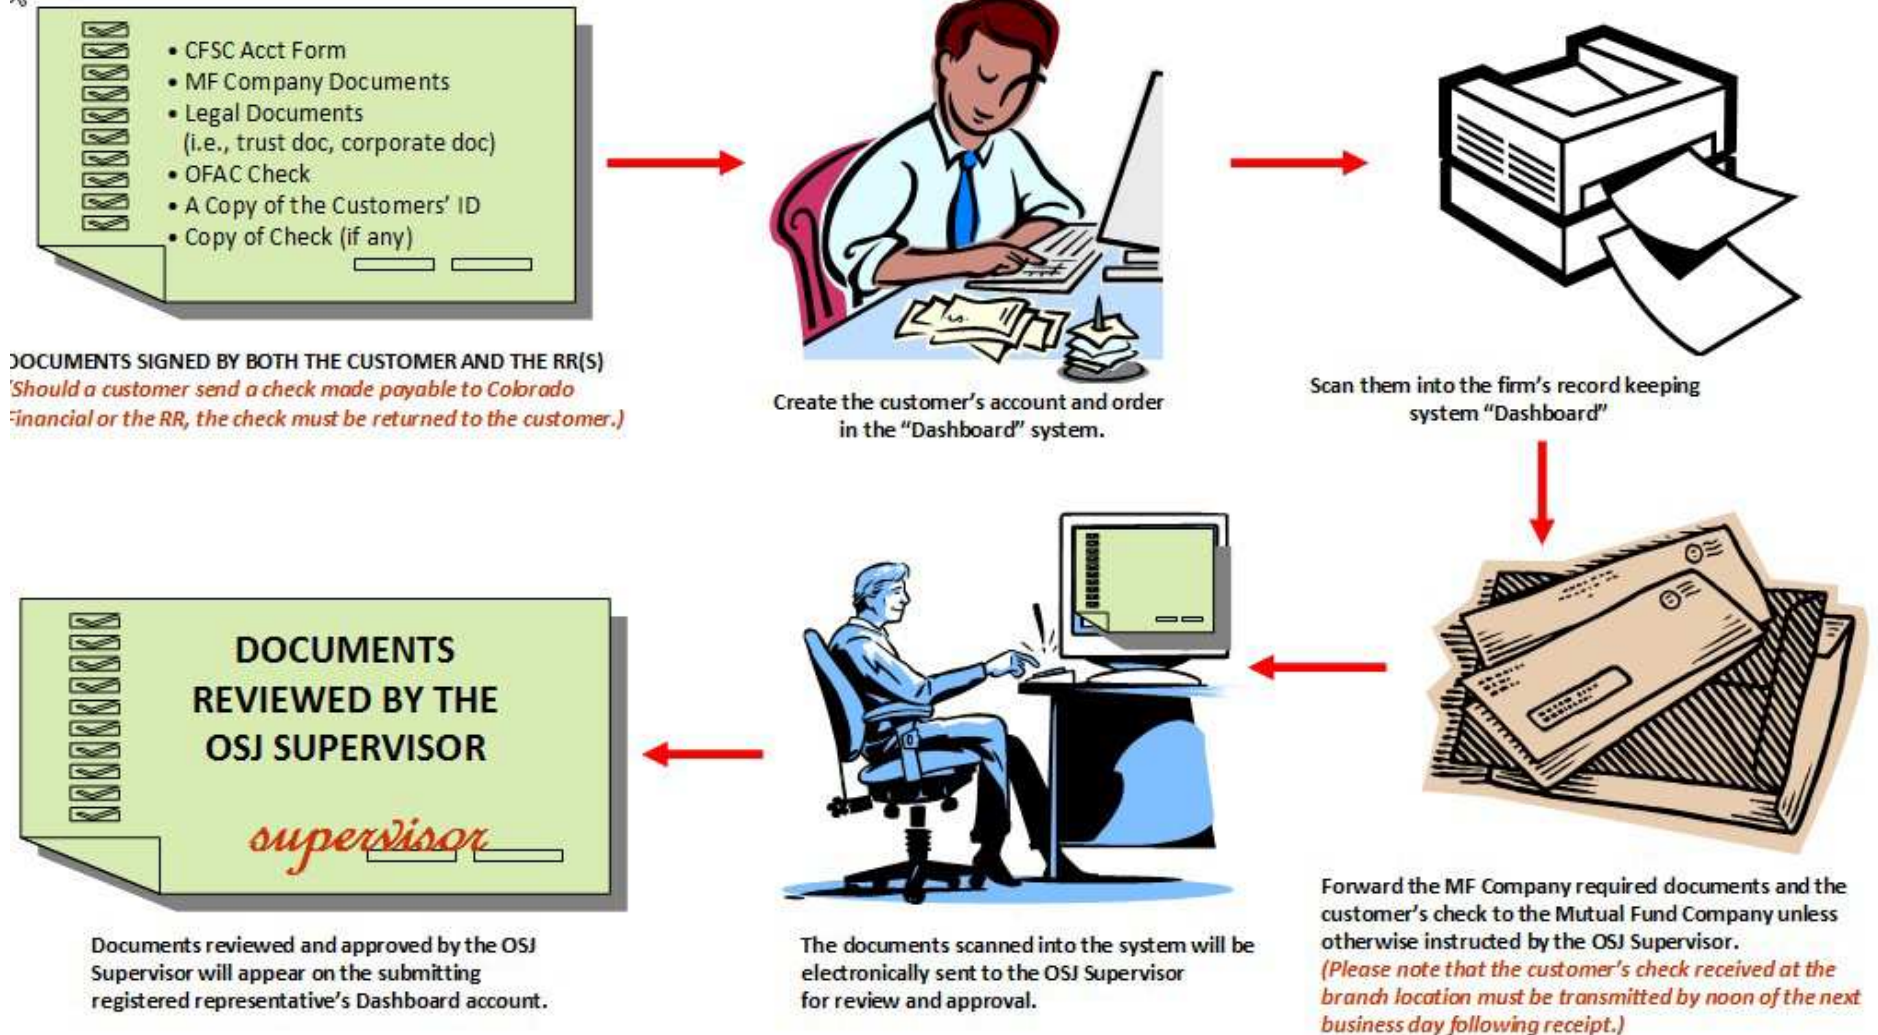 • CFSC Acct Form
• MF Company Documents
• Legal Documents
(i.e., trust doc, corporate doc)
• OFAC Check
• A Copy of the Customers' ID
• Copy of Check (if any)
DOCUMENTS SIGNED BY BOTH THE CUSTOMER AND THE RR(S)
(Should a customer send a check made payable to Colorado
Financial or the RR, the check must be returned to the customer.)
Create the customer's account and order
in the "Dashboard" system.
Scan them into the firm's record keeping
system "Dashboard"
Forward the MF Company required documents and the
customer's check to the Mutual Fund Company unless
otherwise instructed by the OSJ Supervisor.
(Please note that the customer's check received at the
branch location must be transmitted by noon of the next
business day following receipt.)
The documents scanned into the system will be
electronically sent to the OSJ Supervisor
for review and approval.
DOCUMENTS
REVIEWED BY THE
OSJ SUPERVISOR
supervisor
Documents reviewed and approved by the OSJ
Supervisor will appear on the submitting
registered representative's Dashboard account.